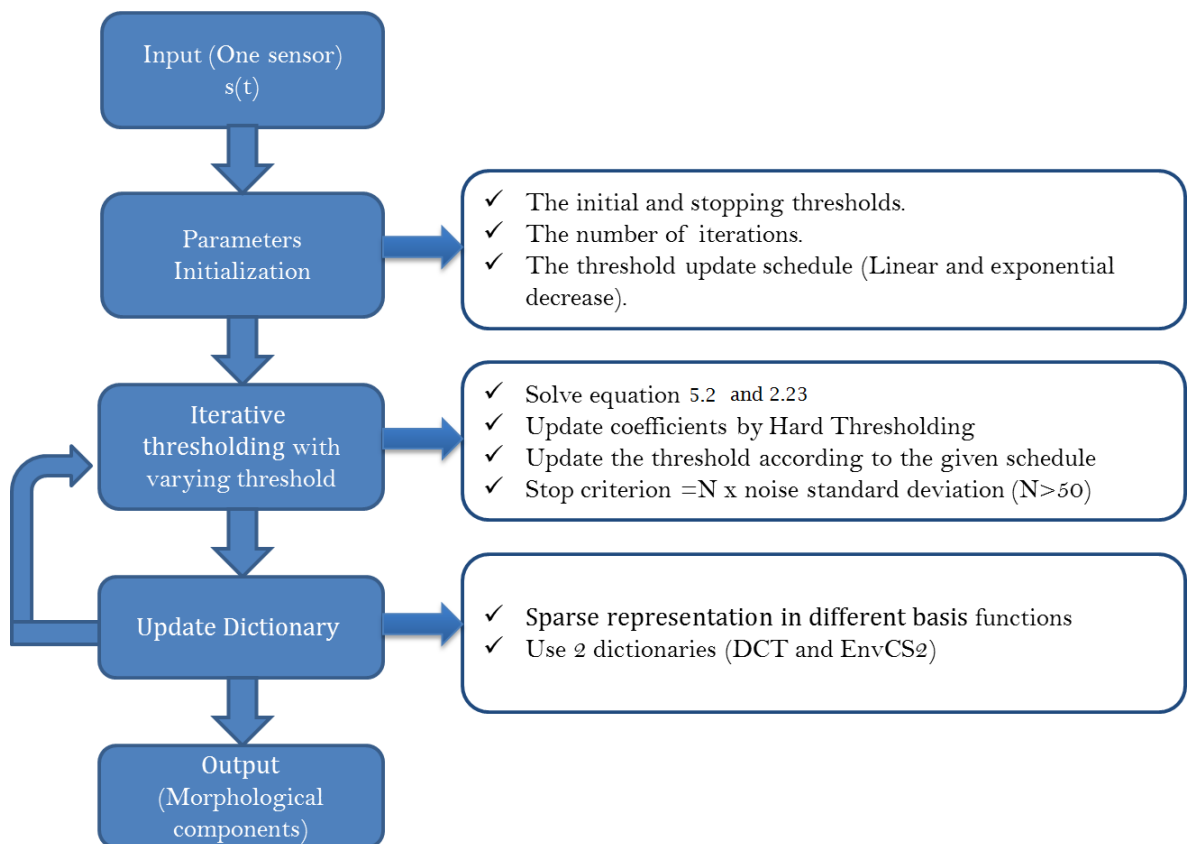 Input (One sensor)
s(t)
Parameters
Initialization
✓ The initial and stopping thresholds.
✓ The number of iterations.
✓ The threshold update schedule (Linear and exponential
decrease).
Iterative
thresholding with
varying threshold
✓ Solve equation 5.2 and 2.23
✓ Update coefficients by Hard Thresholding
✓ Update the threshold according to the given schedule
✓ Stop criterion =N x noise standard deviation (N>50)
Update Dictionary
✓ Sparse representation in different basis functions
✓ Use 2 dictionaries (DCT and EnvCS2)
Output
(Morphological
components)